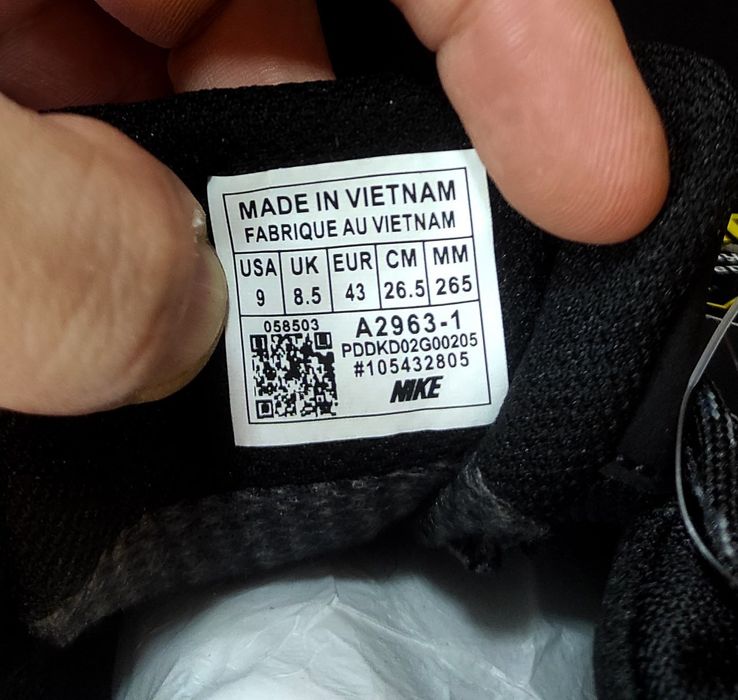 MADE IN VIETNAM
FABRIQUE AU VIETNAM
USA UK EUR CM MM
9 8.5 43 26.5 265
058503
A2963-1
PDDKD02G00205
#105432805
MIKE